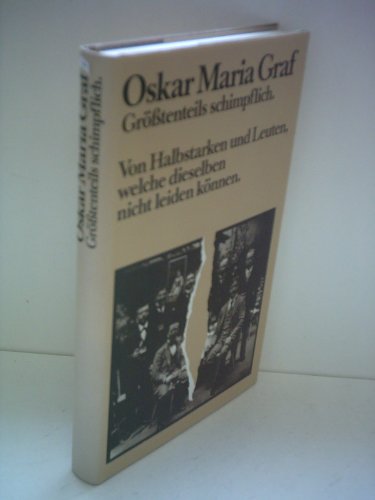 Oskar Maria Graf
Größtenteils schimpflich.
Von Halbstarken und Leuten,
welche dieselben
nicht leiden können.
Oskar Maria Graf
Größtenteils schimpflich.